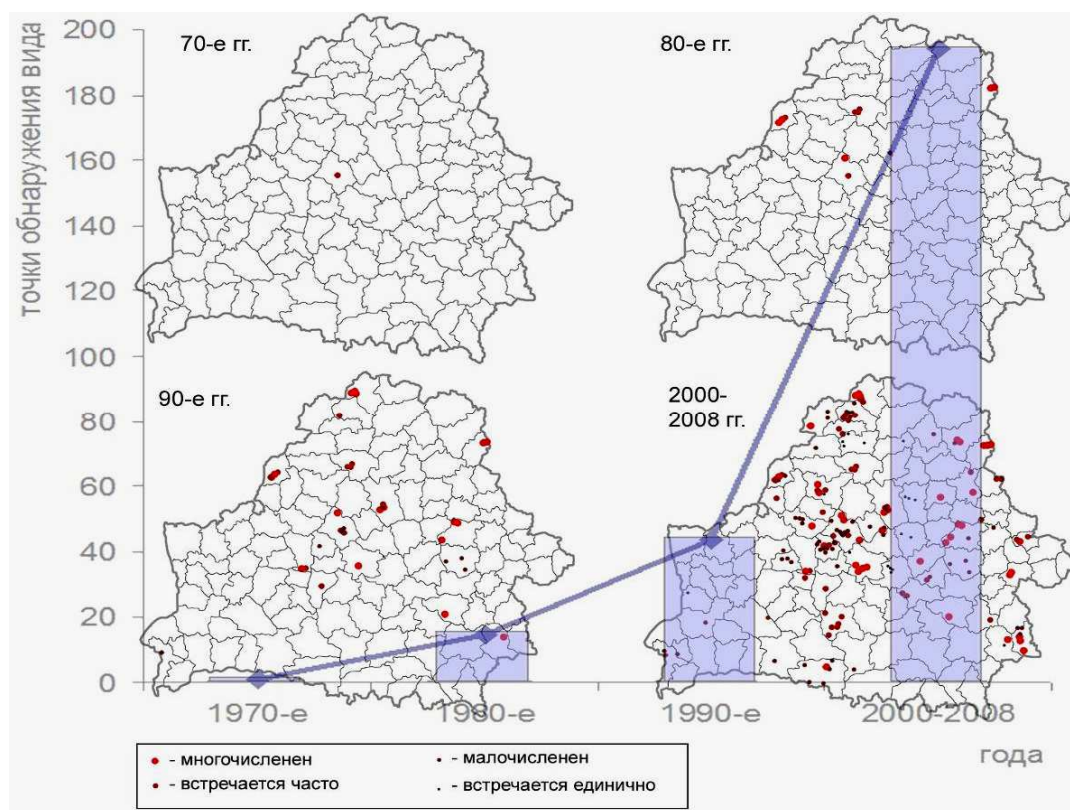 точки обнаружения вида
200
180
160
140
120
100
80
60
40
20
0
70-е гг.
80-е гг.
90-е гг.
2000-
2008 гг.
1970-е
1980-е
1990-е
2000-2008
года
- многочисленен
- малочисленен
- встречается часто
- встречается единично